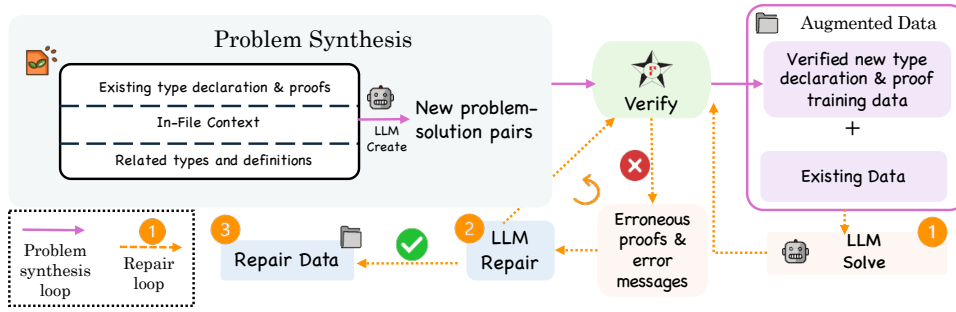 Problem Synthesis
Existing type declaration & proofs
In-File Context
Related types and definitions
LLM
Create
New problem-
solution pairs
Verify
Augmented Data
Verified new type
declaration & proof
training data
+
Existing Data
1
LLM
Solve
Erroneous
proofs &
error
messages
2
LLM
Repair
3
Repair Data
Problem
synthesis
loop
1
Repair
loop